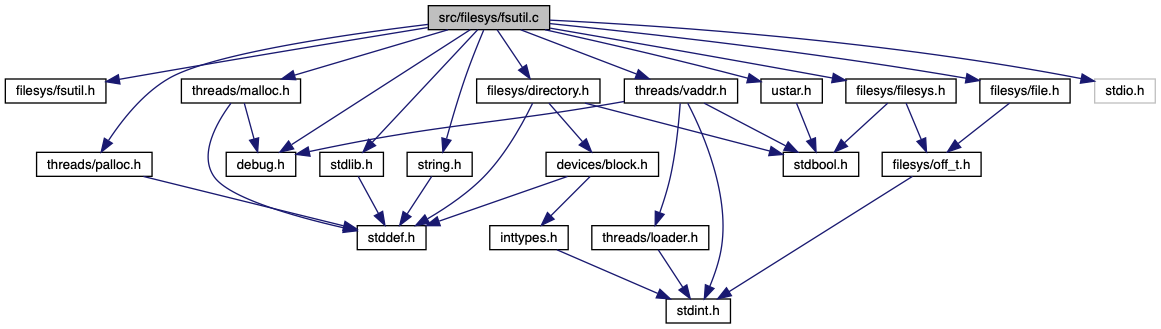 src/filesys/fsutil.c
filesys/fsutil.h
threads/malloc.h
filesys/directory.h
threads/vaddr.h
ustar.h
filesys/filesys.h
filesys/file.h
stdio.h
threads/palloc.h
debug.h
stdlib.h
string.h
devices/block.h
stdbool.h
filesys/off_t.h
stddef.h
inttypes.h
threads/loader.h
stdint.h